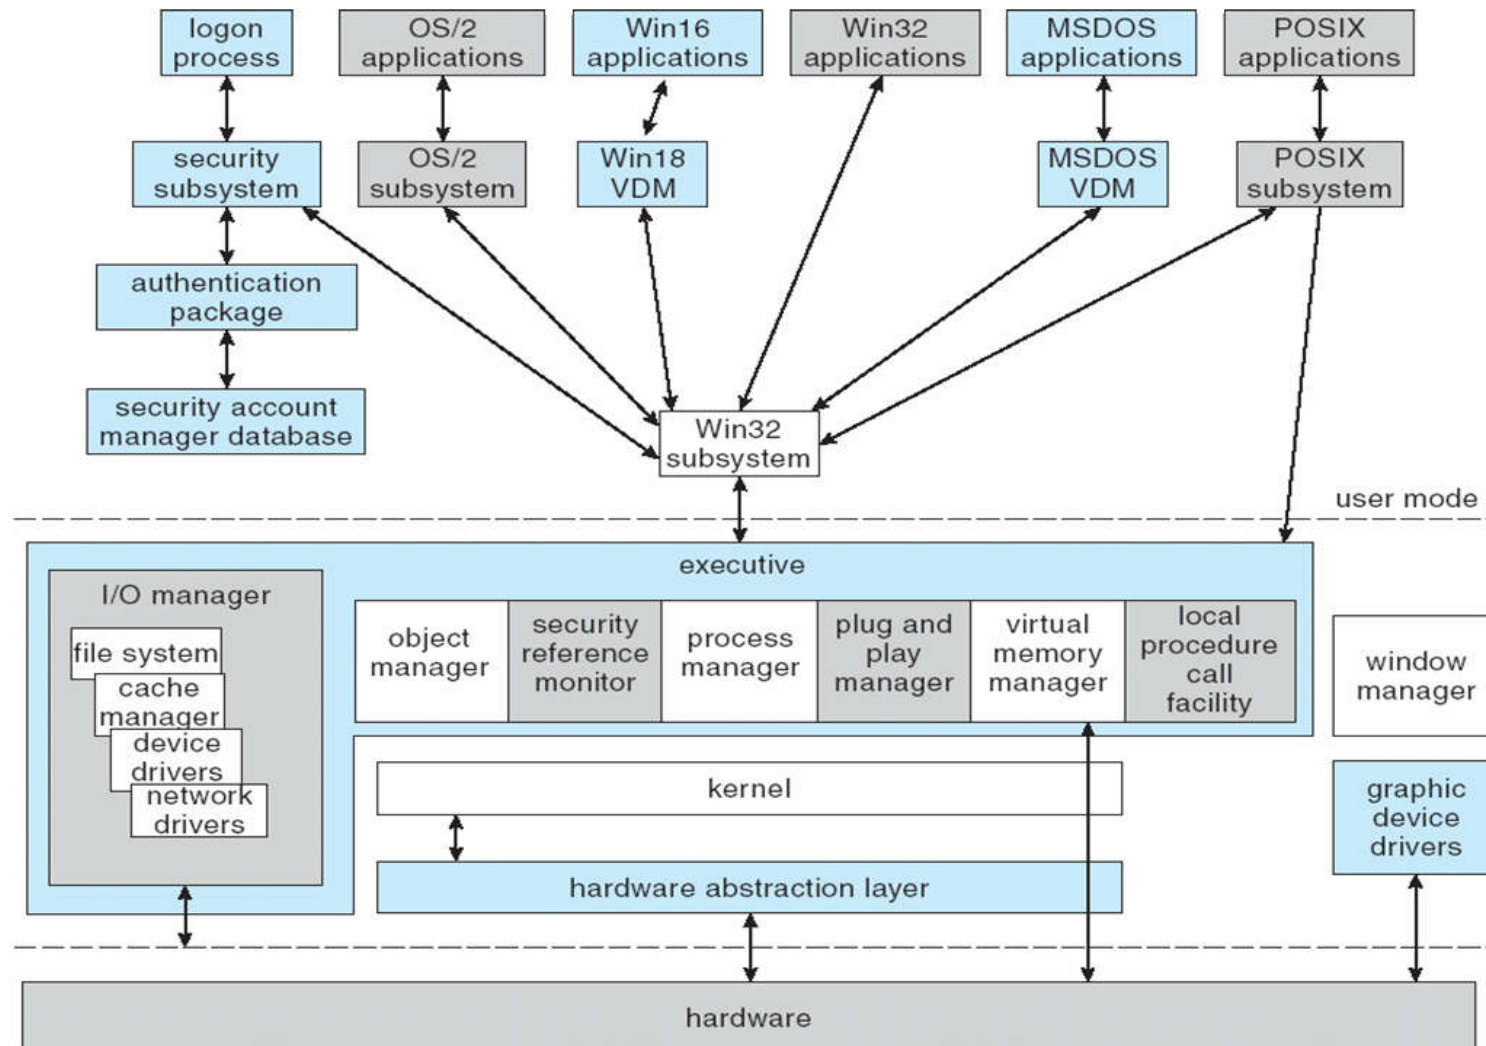 logon
process
OS/2
applications
Win16
applications
Win32
applications
MSDOS
applications
POSIX
applications
security
subsystem
OS/2
subsystem
Win18
VDM
MSDOS
VDM
POSIX
subsystem
authentication
package
security account
manager database
Win32
subsystem
user mode
executive
I/O manager
file system
cache
manager
device
drivers
network
drivers
object
manager
security
reference
monitor
process
manager
plug and
play
manager
virtual
memory
manager
local
procedure
call
facility
window
manager
kernel
graphic
device
drivers
hardware abstraction layer
hardware